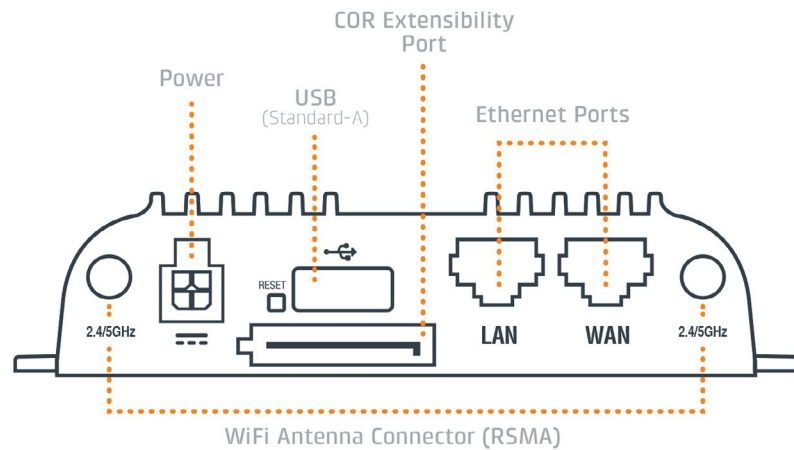 COR Extensibility
Port
Power
USB
(Standard-A)
Ethernet Ports
RESET
2.4/5GHz
LAN
WAN
2.4/5GHz
WiFi Antenna Connector (RSMA)